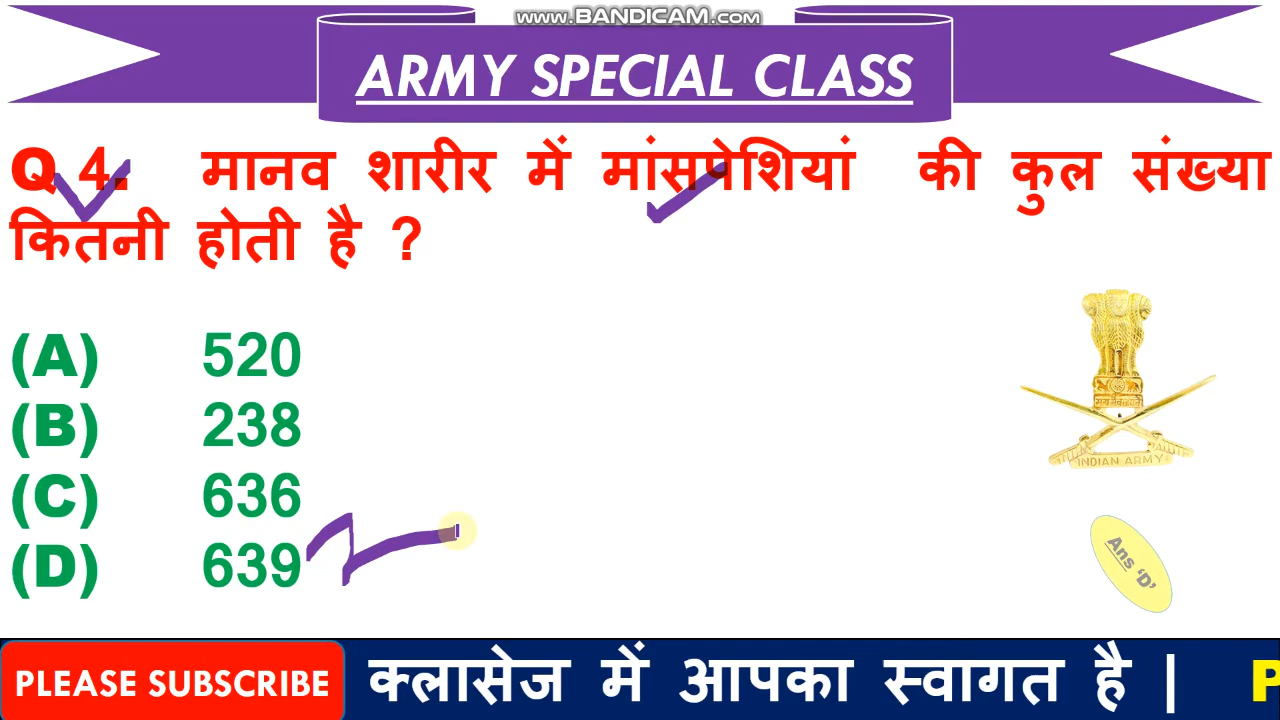 www.BANDICAM.com
ARMY SPECIAL CLASS
Q 4. मानव शरीर में मांसपेशियां की कुल संख्या
कितनी होती है ?
(A) 520
(B) 238
(C) 636
(D) 639
INDIAN ARMY
Ans 'D'
PLEASE SUBSCRIBE क्लासेज में आपका स्वागत है | P